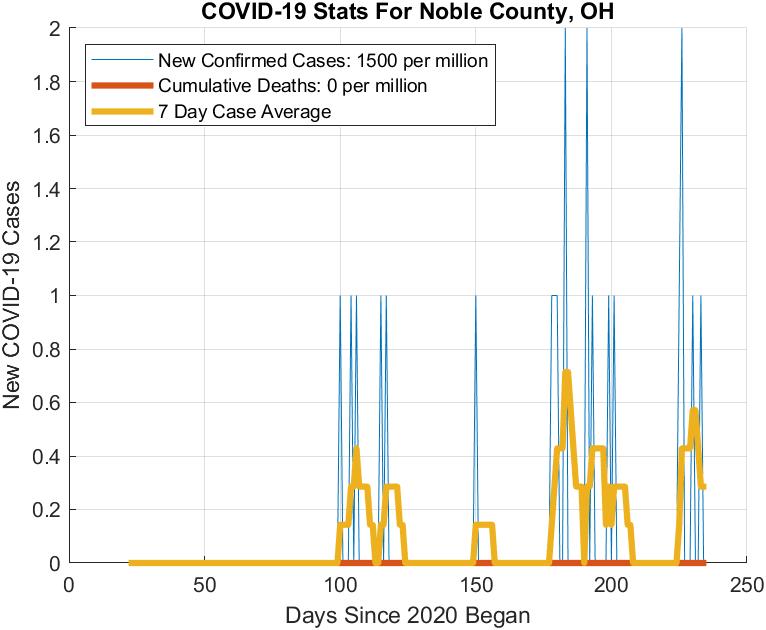 COVID-19 Stats For Noble County, OH
New Confirmed Cases: 1500 per million
Cumulative Deaths: 0 per million
7 Day Case Average
New COVID-19 Cases
2
1.8
1.6
1.4
1.2
1
0.8
0.6
0.4
0.2
0
0 50 100 150 200 250
Days Since 2020 Began